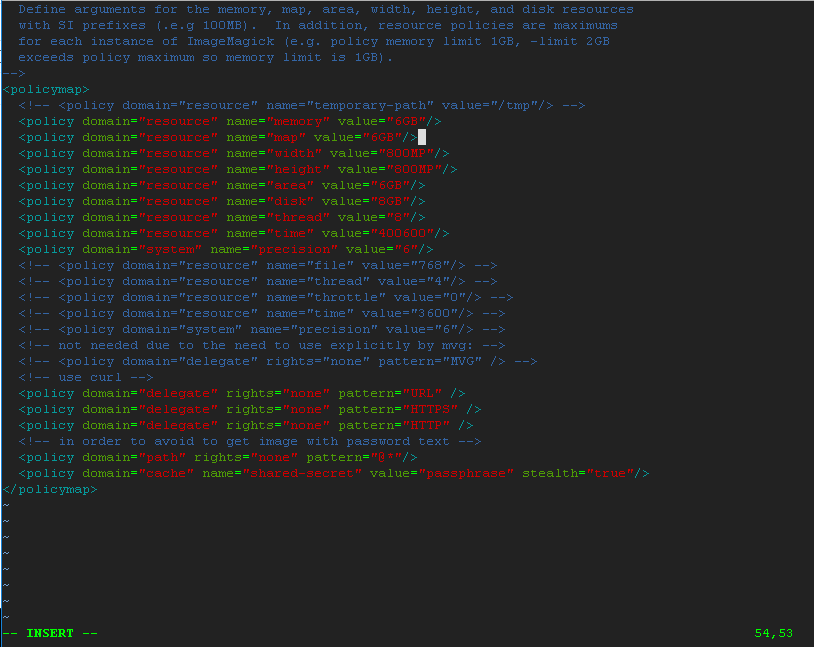 Define arguments for the memory, map, area, width, height, and disk resources
with SI prefixes (.e.g 100MB).  In addition, resource policies are maximums
for each instance of ImageMagick (e.g. policy memory limit 1GB, -limit 2GB
exceeds policy maximum so memory limit is 1GB).
-->
<policymap>
  <!-- <policy domain="resource" name="temporary-path" value="/tmp"/> -->
  <policy domain="resource" name="memory" value="6GB"/>
  <policy domain="resource" name="map" value="6GB"/>
  <policy domain="resource" name="width" value="800MP"/>
  <policy domain="resource" name="height" value="800MP"/>
  <policy domain="resource" name="area" value="6GB"/>
  <policy domain="resource" name="disk" value="8GB"/>
  <policy domain="resource" name="thread" value="8"/>
  <policy domain="resource" name="time" value="400600"/>
  <policy domain="system" name="precision" value="6"/>
  <!-- <policy domain="resource" name="file" value="768"/> -->
  <!-- <policy domain="resource" name="thread" value="4"/> -->
  <!-- <policy domain="resource" name="throttle" value="0"/> -->
  <!-- <policy domain="resource" name="time" value="3600"/> -->
  <!-- <policy domain="system" name="precision" value="6"/> -->
  <!-- not needed due to the need to use explicitly by mvg: -->
  <!-- <policy domain="delegate" rights="none" pattern="MVG" /> -->
  <!-- use curl -->
  <policy domain="delegate" rights="none" pattern="URL" />
  <policy domain="delegate" rights="none" pattern="HTTPS" />
  <policy domain="delegate" rights="none" pattern="HTTP" />
  <!-- in order to avoid to get image with password text -->
  <policy domain="path" rights="none" pattern="@*"/>
  <policy domain="cache" name="shared-secret" value="passphrase" stealth="true"/>
</policymap>
~
~
~
~
~
~
~
~
-- INSERT -- 54,53